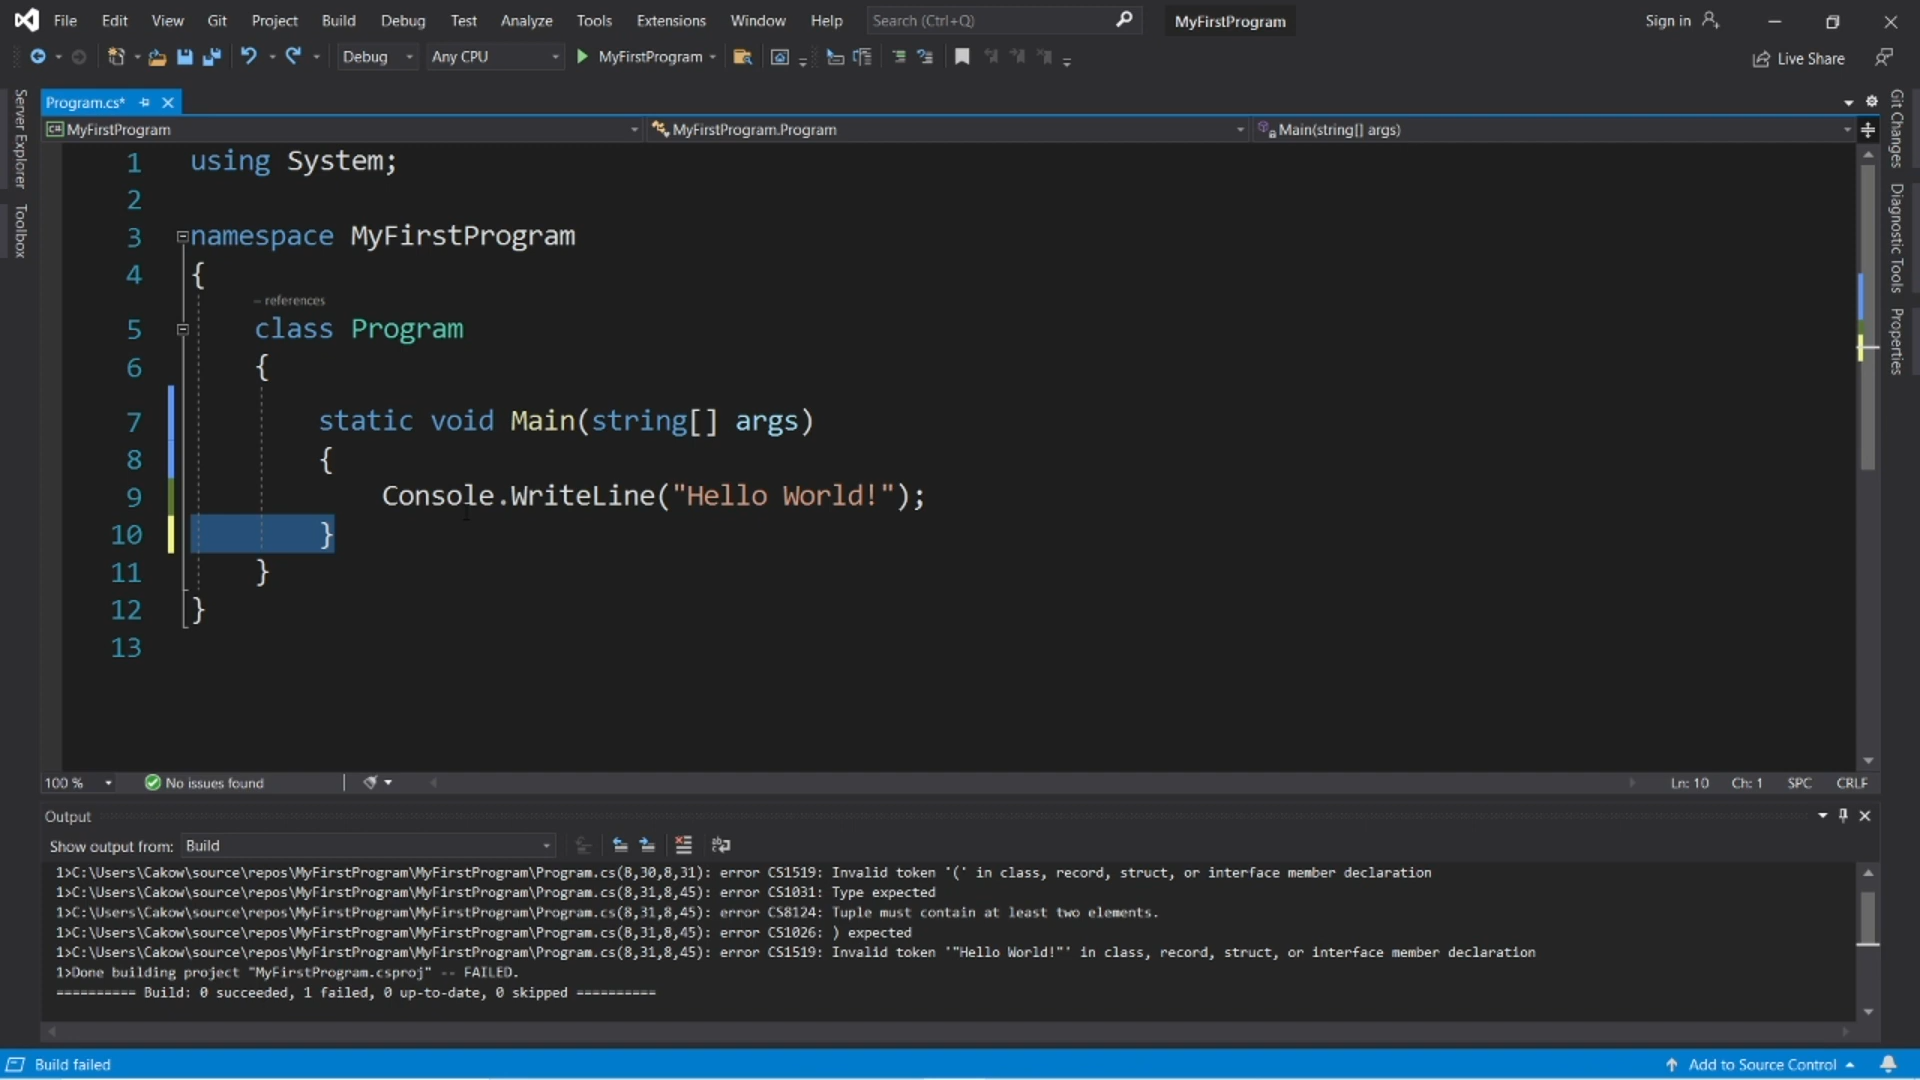 File Edit View Git Project Build Debug Test Analyze Tools Extensions Window Help Search (Ctrl+Q) MyFirstProgram Sign in
Debug Any CPU MyFirstProgram Live Share
Server Explorer
Toolbox
Program.cs*
MyFirstProgram MyFirstProgram.Program Main(string[] args)
1 using System;
2
3 namespace MyFirstProgram
4 {
– references
5 class Program
6 {
7 static void Main(string[] args)
8 {
9 Console.WriteLine("Hello World!");
10 }
11 }
12 }
13
Git Changes
Diagnostic Tools
Properties
100 % No issues found Ln: 10 Ch: 1 SPC CRLF
Output
Show output from: Build
1>C:\Users\Cakow\source\repos\MyFirstProgram\MyFirstProgram\Program.cs(8,30,8,31): error CS1519: Invalid token '(' in class, record, struct, or interface member declaration
1>C:\Users\Cakow\source\repos\MyFirstProgram\MyFirstProgram\Program.cs(8,31,8,45): error CS1031: Type expected
1>C:\Users\Cakow\source\repos\MyFirstProgram\MyFirstProgram\Program.cs(8,31,8,45): error CS8124: Tuple must contain at least two elements.
1>C:\Users\Cakow\source\repos\MyFirstProgram\MyFirstProgram\Program.cs(8,31,8,45): error CS1026: ) expected
1>C:\Users\Cakow\source\repos\MyFirstProgram\MyFirstProgram\Program.cs(8,31,8,45): error CS1519: Invalid token '"Hello World!"' in class, record, struct, or interface member declaration
1>Done building project "MyFirstProgram.csproj" -- FAILED.
========== Build: 0 succeeded, 1 failed, 0 up-to-date, 0 skipped ==========
Build failed Add to Source Control